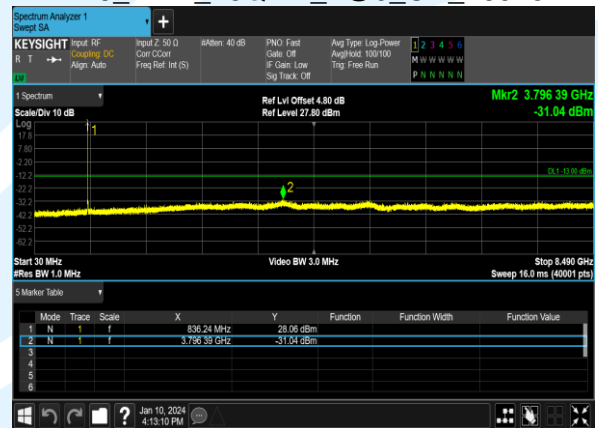 Spectrum Analyzer 1
Swept SA
+
KEYSIGHT Input: RF Input Z: 50 Ω #Atten: 40 dB PNO: Fast Avg Type: Log-Power 1 2 3 4 5 6
R T Coupling: DC Corr CCorr Gate: Off Avg|Hold: 100/100 M W W W W W
Align: Auto Freq Ref: Int (S) IF Gain: Low Trig: Free Run
Sig Track: Off P N N N N N
LW
1 Spectrum Ref Lvl Offset 4.80 dB Mkr2 3.796 39 GHz
Scale/Div 10 dB Ref Level 27.80 dBm -31.04 dBm
Log
17.8
7.80
-2.20
-12.2
-22.2
-32.2
-42.2
-52.2
-62.2
1
2
DL1 -13.00 dBm
Start 30 MHz Video BW 3.0 MHz Stop 8.490 GHz
#Res BW 1.0 MHz Sweep 16.0 ms (40001 pts)
5 Marker Table
Mode Trace Scale X Y Function Function Width Function Value
1 N 1 f 836.24 MHz 28.06 dBm
2 N 1 f 3.796 39 GHz -31.04 dBm
3
4
5
6
? Jan 10, 2024
4:13:10 PM